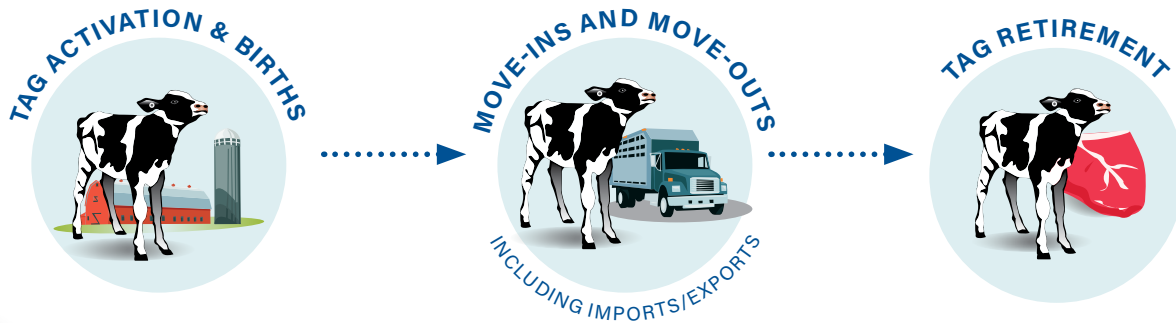 TAG ACTIVATION & BIRTHS
MOVE-INS AND MOVE-OUTS
INCLUDING IMPORTS/EXPORTS
TAG RETIREMENT